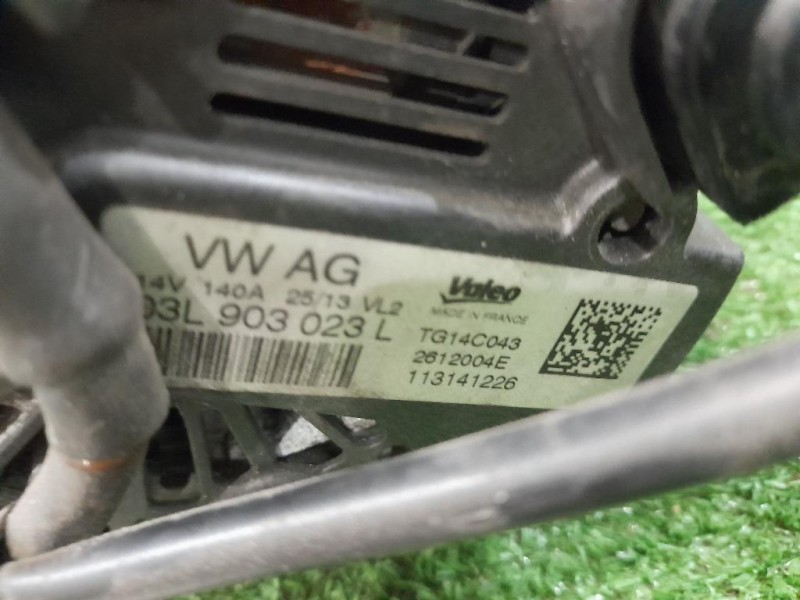 VW AG
14V 140A 25/13 VL2
03L 903 023 L
Valeo
MADE IN FRANCE
TG14C043
2612004E
113141226